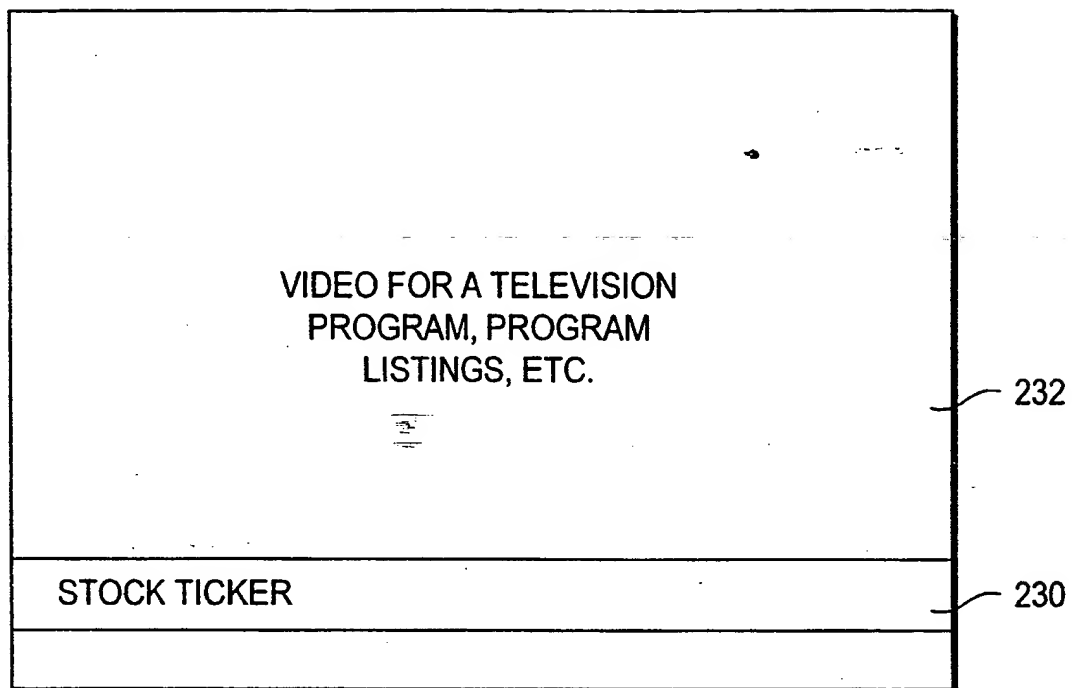 VIDEO FOR A TELEVISION
PROGRAM, PROGRAM
LISTINGS, ETC.
232
STOCK TICKER
230